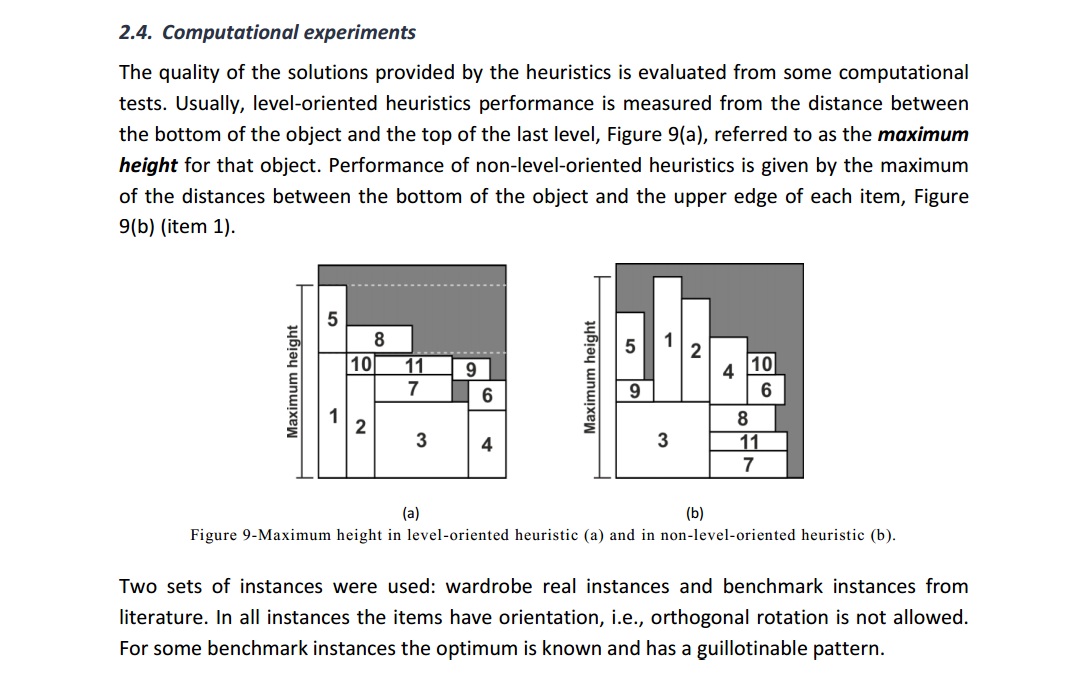 2.4. Computational experiments
The quality of the solutions provided by the heuristics is evaluated from some computational
tests. Usually, level-oriented heuristics performance is measured from the distance between
the bottom of the object and the top of the last level, Figure 9(a), referred to as the maximum
height for that object. Performance of non-level-oriented heuristics is given by the maximum
of the distances between the bottom of the object and the upper edge of each item, Figure
9(b) (item 1).
Maximum height
5
8
10
11
9
7
6
1
2
3
4
Maximum height
5
1
2
4
10
9
6
8
3
11
7
(a)
(b)
Figure 9-Maximum height in level-oriented heuristic (a) and in non-level-oriented heuristic (b).
Two sets of instances were used: wardrobe real instances and benchmark instances from
literature. In all instances the items have orientation, i.e., orthogonal rotation is not allowed.
For some benchmark instances the optimum is known and has a guillotinable pattern.